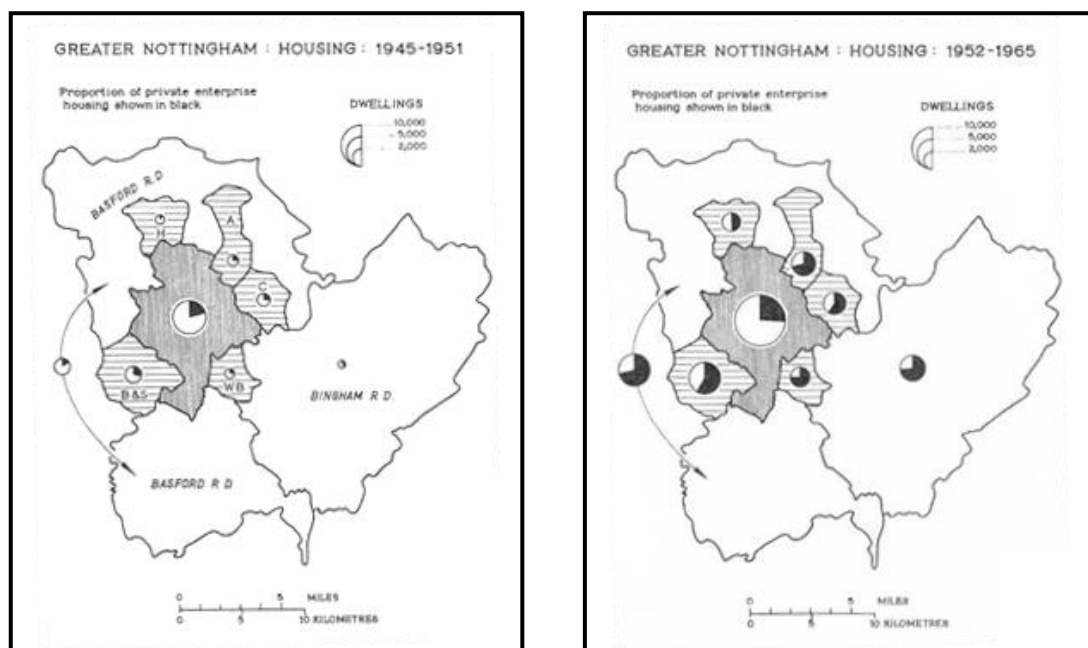 GREATER NOTTINGHAM : HOUSING : 1945-1951
Proportion of private enterprise
housing shown in black
DWELLINGS
10,000
5,000
2,000
BASFORD R.D.
H
A
C
B&S
WB
BINGHAM R.D.
BASFORD R D
0 5 MILES
0 5 10 KILOMETRES
GREATER NOTTINGHAM : HOUSING : 1952-1965
Proportion of private enterprise
housing shown in black
DWELLINGS
10,000
5,000
2,000
0 5 MILES
0 5 10 KILOMETRES